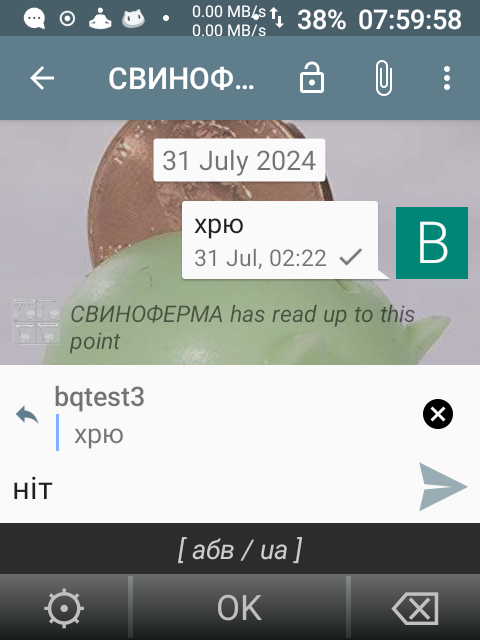 0.00 MB/s
0.00 MB/s
38% 07:59:58
СВИНОФ...
31 July 2024
хрю
31 Jul, 02:22
B
СВИНОФЕРМА has read up to this
point
bqtest3
хрю
ніт
[ абв / ua ]
OK